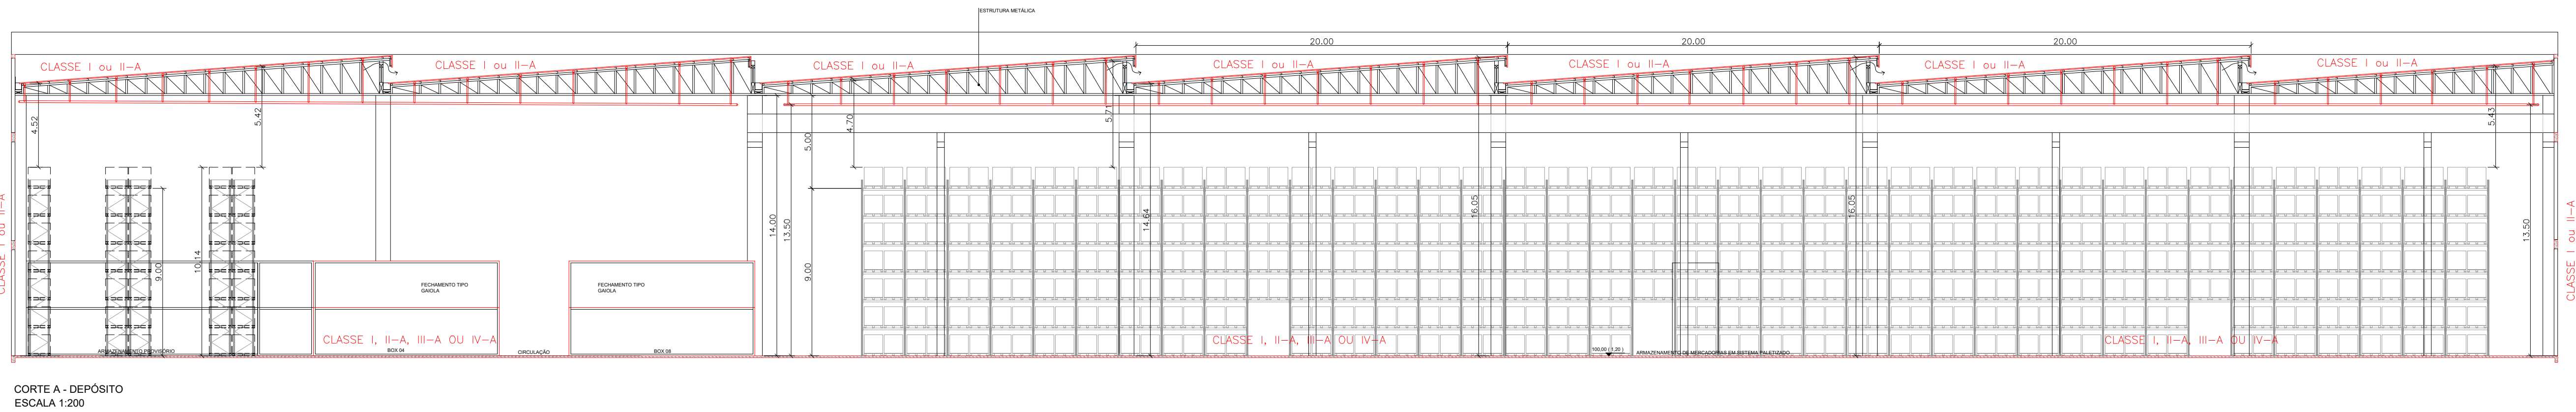 ESTRUTURA METÁLICA
20.00
20.00
20.00
CLASSE I ou II-A
CLASSE I ou II-A
CLASSE I ou II-A
CLASSE I ou II-A
CLASSE I ou II-A
CLASSE I ou II-A
CLASSE I ou II-A
4.52
5.42
5.00
4.70
5.71
5.43
CLASSE I ou II-A
9.00
10.14
14.00
13.50
9.00
14.64
16.05
16.05
13.50
CLASSE I ou II-A
FECHAMENTO TIPO
GAIOLA
FECHAMENTO TIPO
GAIOLA
CLASSE I, II-A, III-A OU IV-A
CLASSE I, II-A, III-A OU IV-A
CLASSE I, II-A, III-A OU IV-A
ARMAZENAMENTO PROVISÓRIO
BOX 04
CIRCULAÇÃO
BOX 08
100,00 ( 1,20 )
ARMAZENAMENTO DE MERCADORIAS EM SISTEMA PALETIZADO
CORTE A - DEPÓSITO
ESCALA 1:200